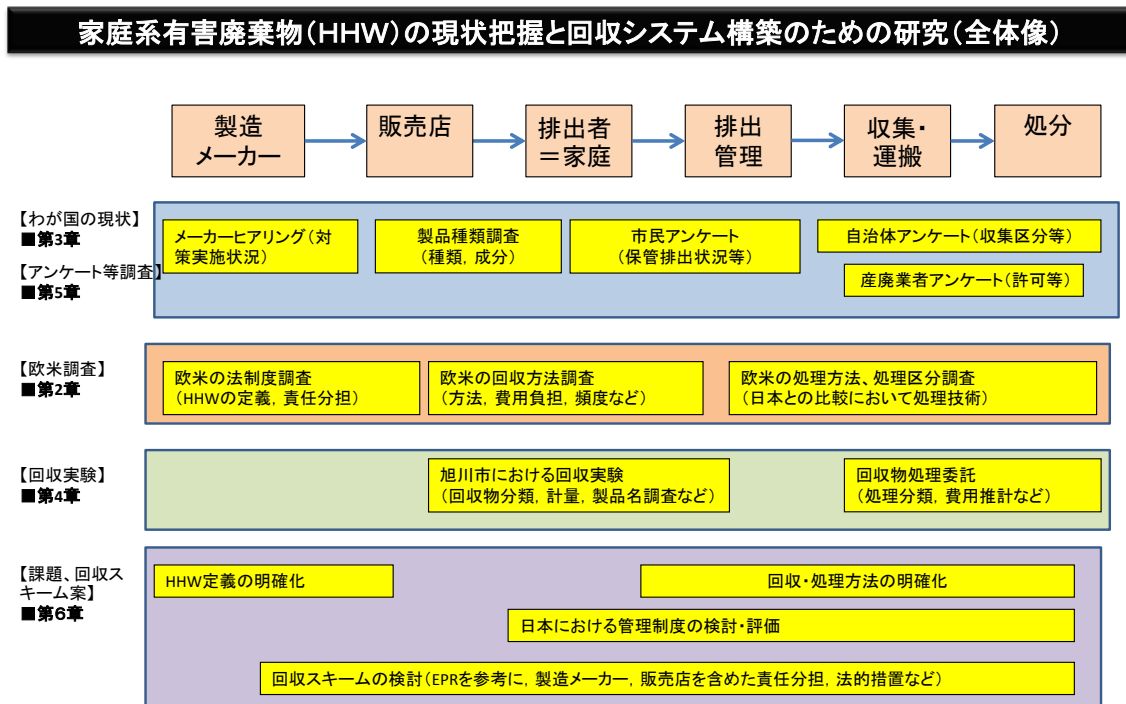 家庭系有害廃棄物(HHW)の現状把握と回収システム構築のための研究(全体像)
製造
メーカー
販売店
排出者
=家庭
排出
管理
収集・
運搬
処分
【わが国の現状】
■第3章
【アンケート等調査】
■第5章
メーカーヒアリング(対
策実施状況)
製品種類調査
(種類, 成分)
市民アンケート
(保管排出状況等)
自治体アンケート(収集区分等)
産廃業者アンケート(許可等)
【欧米調査】
■第2章
欧米の法制度調査
(HHWの定義, 責任分担)
欧米の回収方法調査
(方法, 費用負担, 頻度など)
欧米の処理方法、処理区分調査
(日本との比較において処理技術)
【回収実験】
■第4章
旭川市における回収実験
(回収物分類, 計量, 製品名調査など)
回収物処理委託
(処理分類, 費用推計など)
【課題、回収ス
キーム案】
■第6章
HHW定義の明確化
回収・処理方法の明確化
日本における管理制度の検討・評価
回収スキームの検討(EPRを参考に, 製造メーカー, 販売店を含めた責任分担, 法的措置など)